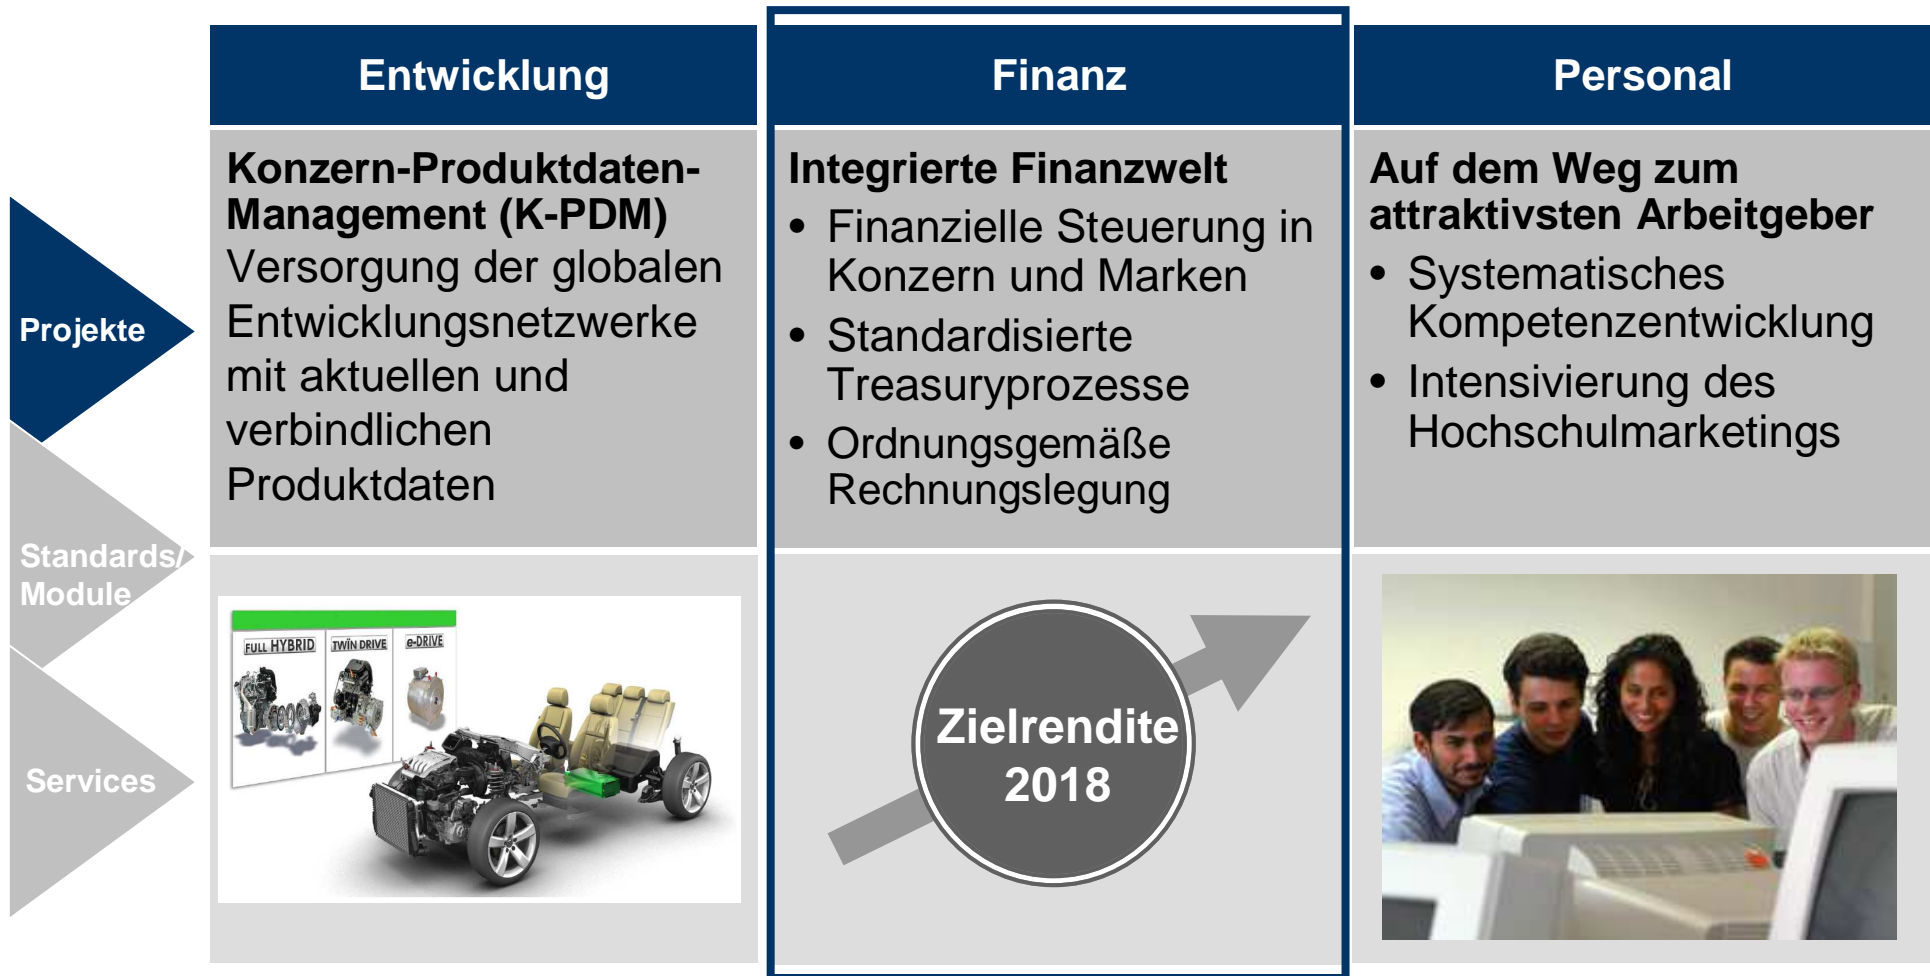 Entwicklung
Finanz
Personal
Projekte
Standards/
Module
Services
Konzern-Produktdaten-
Management (K-PDM)
Versorgung der globalen
Entwicklungsnetzwerke
mit aktuellen und
verbindlichen
Produktdaten
Integrierte Finanzwelt
• Finanzielle Steuerung in
Konzern und Marken
• Standardisierte
Treasuryprozesse
• Ordnungsgemäße
Rechnungslegung
Auf dem Weg zum
attraktivsten Arbeitgeber
• Systematisches
Kompetenzentwicklung
• Intensivierung des
Hochschulmarketings
FULL HYBRID
TWIN DRIVE
e-DRIVE
Zielrendite
2018